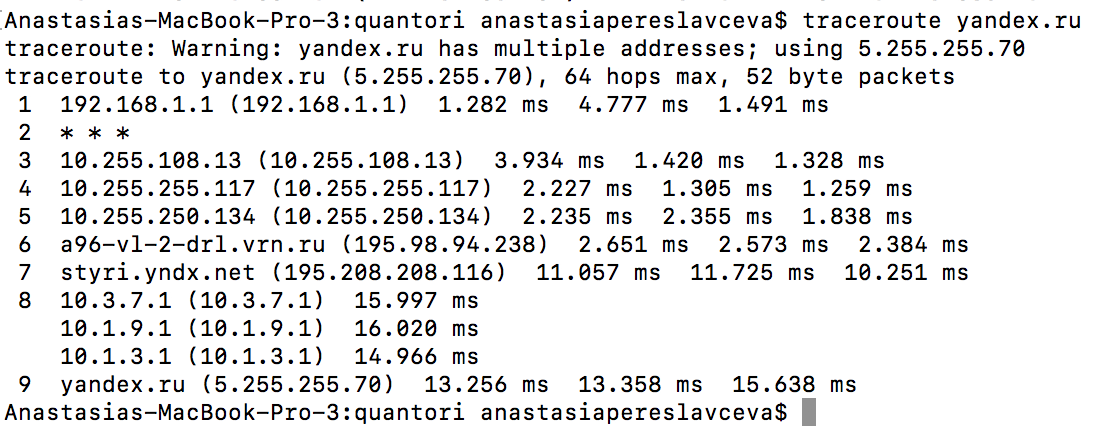 Anastasias-MacBook-Pro-3:quantori anastasiapereslavceva$ traceroute yandex.ru
traceroute: Warning: yandex.ru has multiple addresses; using 5.255.255.70
traceroute to yandex.ru (5.255.255.70), 64 hops max, 52 byte packets
 1  192.168.1.1 (192.168.1.1)  1.282 ms  4.777 ms  1.491 ms
 2  * * *
 3  10.255.108.13 (10.255.108.13)  3.934 ms  1.420 ms  1.328 ms
 4  10.255.255.117 (10.255.255.117)  2.227 ms  1.305 ms  1.259 ms
 5  10.255.250.134 (10.255.250.134)  2.235 ms  2.355 ms  1.838 ms
 6  a96-vl-2-drl.vrn.ru (195.98.94.238)  2.651 ms  2.573 ms  2.384 ms
 7  styri.yndx.net (195.208.208.116)  11.057 ms  11.725 ms  10.251 ms
 8  10.3.7.1 (10.3.7.1)  15.997 ms
    10.1.9.1 (10.1.9.1)  16.020 ms
    10.1.3.1 (10.1.3.1)  14.966 ms
 9  yandex.ru (5.255.255.70)  13.256 ms  13.358 ms  15.638 ms
Anastasias-MacBook-Pro-3:quantori anastasiapereslavceva$